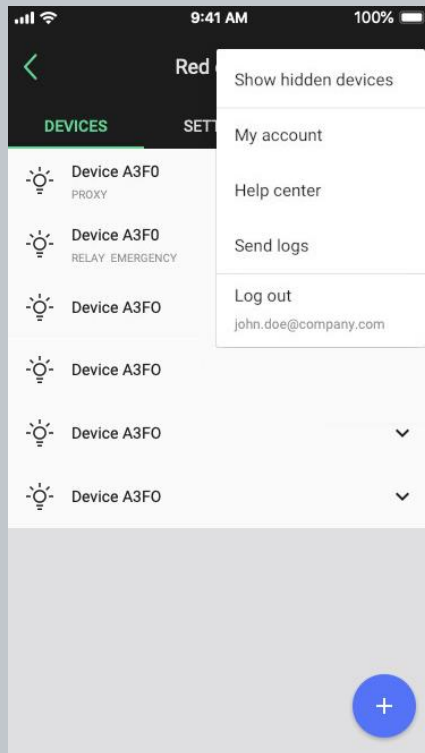 9:41 AM 100%
Red
Show hidden devices
DEVICES SETT
My account
Device A3F0
PROXY
Help center
Device A3F0
RELAY EMERGENCY
Send logs
Device A3FO
Log out
john.doe@company.com
Device A3FO
Device A3FO
Device A3FO